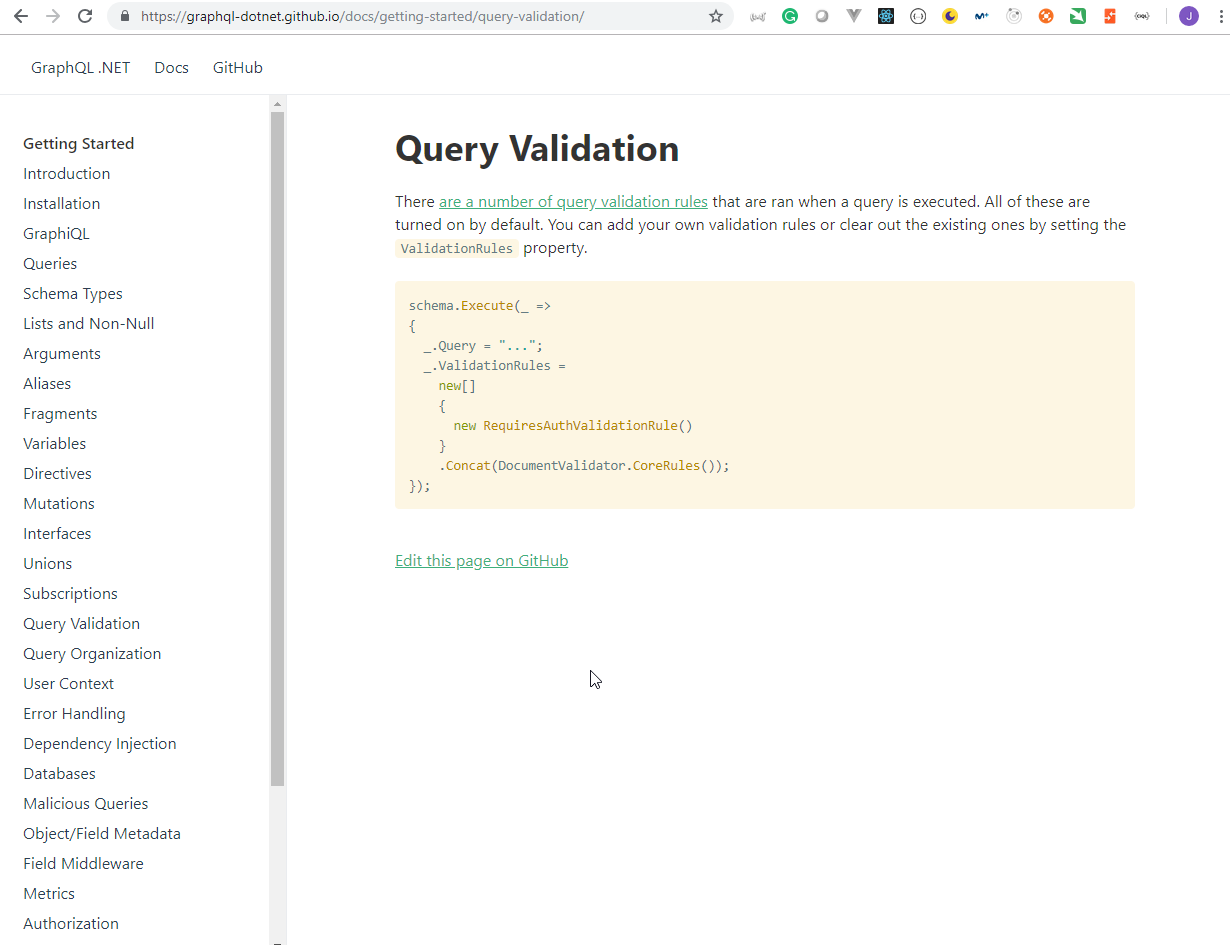 https://graphql-dotnet.github.io/docs/getting-started/query-validation/
J
GraphQL .NET Docs GitHub
Getting Started
Introduction
Installation
GraphiQL
Queries
Schema Types
Lists and Non-Null
Arguments
Aliases
Fragments
Variables
Directives
Mutations
Interfaces
Unions
Subscriptions
Query Validation
Query Organization
User Context
Error Handling
Dependency Injection
Databases
Malicious Queries
Object/Field Metadata
Field Middleware
Metrics
Authorization
Query Validation
There are a number of query validation rules that are ran when a query is executed. All of these are
turned on by default. You can add your own validation rules or clear out the existing ones by setting the
ValidationRules property.
schema.Execute(_ =>
{
  _.Query = "...";
  _.ValidationRules =
    new[]
    {
      new RequiresAuthValidationRule()
    }
    .Concat(DocumentValidator.CoreRules());
});
Edit this page on GitHub